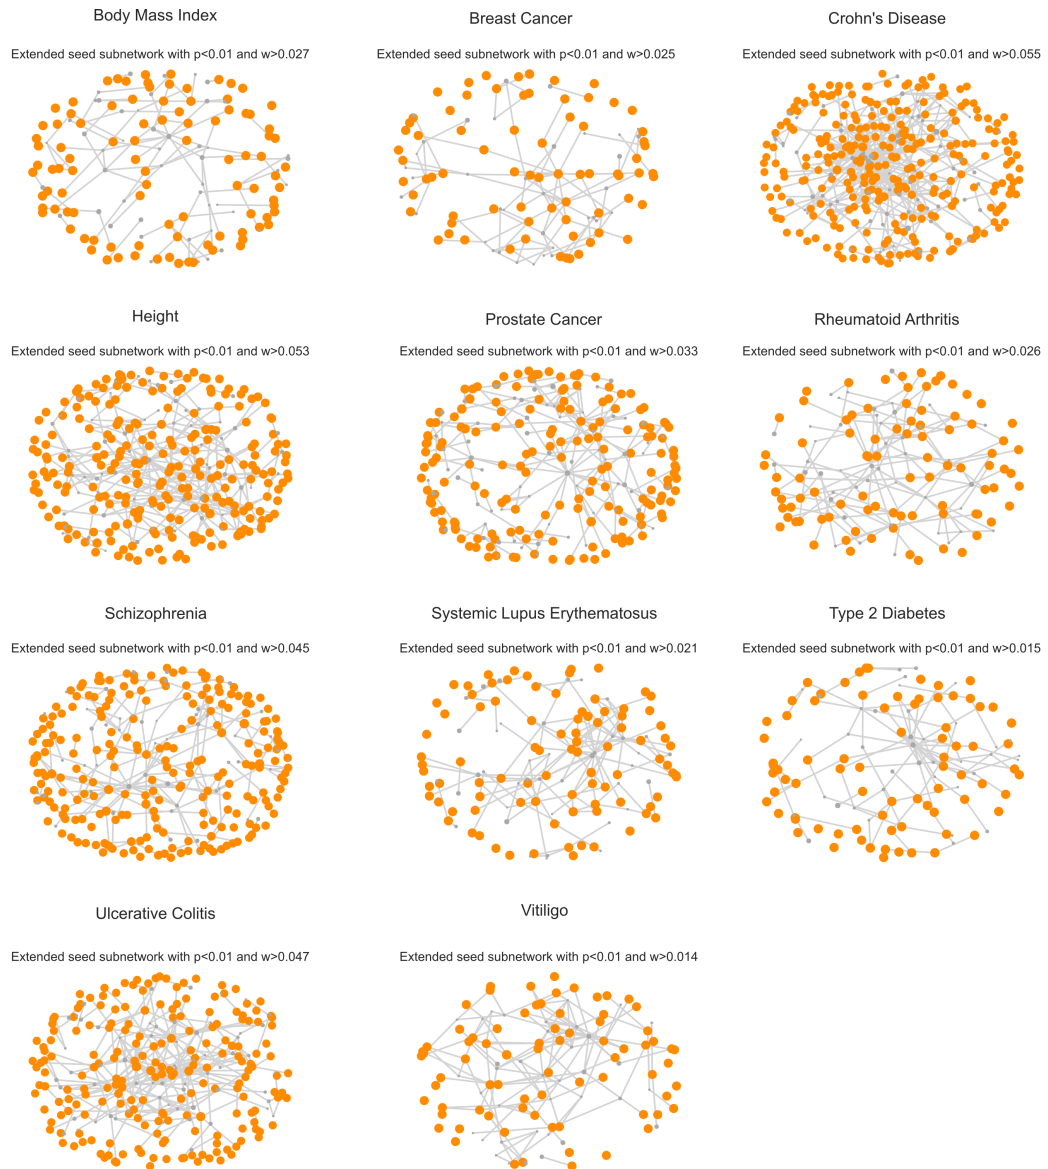 Body Mass Index
Extended seed subnetwork with p<0.01 and w>0.027
Breast Cancer
Extended seed subnetwork with p<0.01 and w>0.025
Crohn's Disease
Extended seed subnetwork with p<0.01 and w>0.055
Height
Extended seed subnetwork with p<0.01 and w>0.053
Prostate Cancer
Extended seed subnetwork with p<0.01 and w>0.033
Rheumatoid Arthritis
Extended seed subnetwork with p<0.01 and w>0.026
Schizophrenia
Extended seed subnetwork with p<0.01 and w>0.045
Systemic Lupus Erythematosus
Extended seed subnetwork with p<0.01 and w>0.021
Type 2 Diabetes
Extended seed subnetwork with p<0.01 and w>0.015
Ulcerative Colitis
Extended seed subnetwork with p<0.01 and w>0.047
Vitiligo
Extended seed subnetwork with p<0.01 and w>0.014